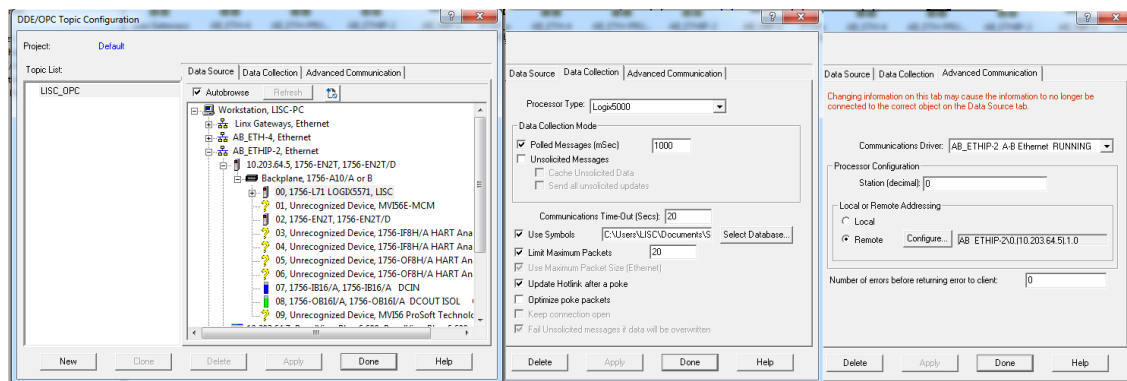 DDE/OPC Topic Configuration
Project: Default
Topic List:
LISC_OPC
Data Source Data Collection Advanced Communication
Autobrowse Refresh
Workstation, LISC-PC
Linx Gateways, Ethernet
AB_ETH-4, Ethernet
AB_ETHIP-2, Ethernet
10.203.64.5, 1756-EN2T, 1756-EN2T/D
Backplane, 1756-A10/A or B
00, 1756-L71 LOGIX5571, LISC
01, Unrecognized Device, MVI56E-MCM
02, 1756-EN2T, 1756-EN2T/D
03, Unrecognized Device, 1756-IF8H/A HART Ana
04, Unrecognized Device, 1756-IF8H/A HART An
05, Unrecognized Device, 1756-OF8H/A HART An
06, Unrecognized Device, 1756-OF8H/A HART An
07, 1756-IB16/A, 1756-IB16/A DCIN
08, 1756-OB16I/A, 1756-OB16I/A DCOUT ISOL
09, Unrecognized Device, MVI56 ProSoft Technolo
New Clone Delete Apply Done Help
Data Source Data Collection Advanced Communication
Processor Type: Logix5000
Data Collection Mode
Polled Messages (mSec) 1000
Unsolicited Messages
Cache Unsolicited Data
Send all unsolicited updates
Communications Time-Out (Secs): 20
Use Symbols C:\Users\LISC\Documents\S Select Database...
Limit Maximum Packets 20
Use Maximum Packet Size (Ethernet)
Update Hotlink after a poke
Optimize poke packets
Keep connection open
Fail Unsolicited messages if data will be overwritten
Delete Apply Done Help
Data Source Data Collection Advanced Communication
Changing information on this tab may cause the information to no longer be
connected to the correct object on the Data Source tab.
Communications Driver: AB_ETHIP-2 A-B Ethernet RUNNING
Processor Configuration
Station (decimal): 0
Local or Remote Addressing
Local
Remote Configure... AB_ETHIP-2\0,(10.203.64.5),1.0
Number of errors before returning error to client: 0
Delete Apply Done Help